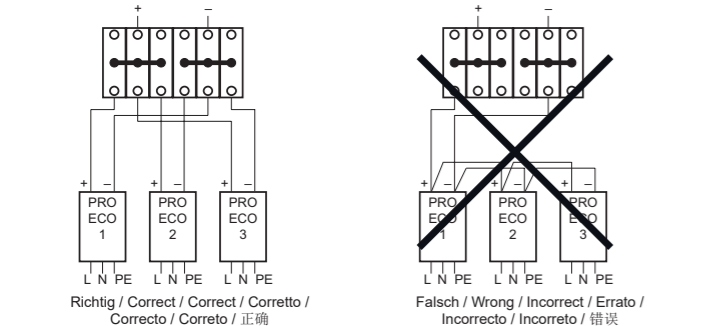 + –
+ – + – + –
PRO ECO 1
PRO ECO 2
PRO ECO 3
L N PE L N PE L N PE
Richtig / Correct / Correct / Corretto /
Correcto / Correto / 正确
+ –
+ – + – + –
PRO ECO 1
PRO ECO 2
PRO ECO 3
L N PE L N PE L N PE
Falsch / Wrong / Incorrect / Errato /
Incorrecto / Incorreto / 错误